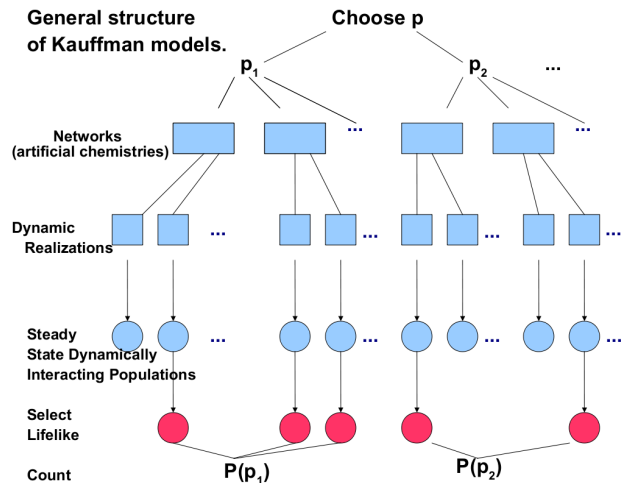 General structure
of Kauffman models.
Choose p
p₁
p₂
...
Networks
(artificial chemistries)
...
...
Dynamic
Realizations
...
...
...
...
Steady
State Dynamically
Interacting Populations
...
...
...
...
Select
Lifelike
Count
P(p₁)
P(p₂)